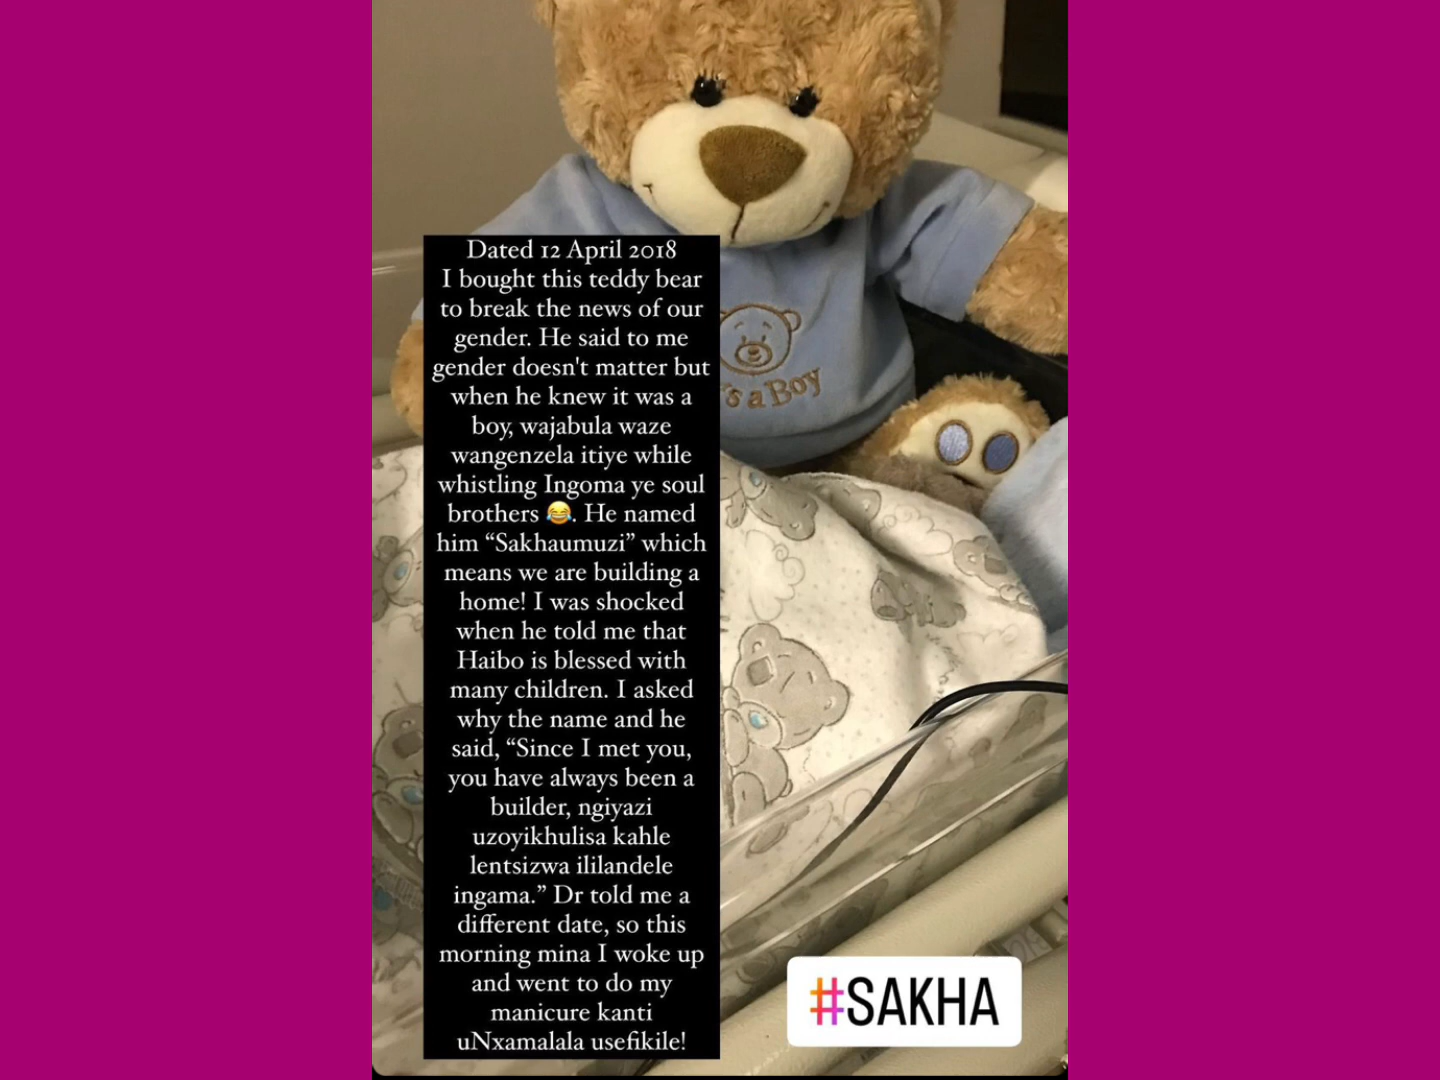 Dated 12 April 2018
I bought this teddy bear
to break the news of our
gender. He said to me
gender doesn't matter but
when he knew it was a
boy, wajabula waze
wangenzela itiye while
whistling Ingoma ye soul
brothers 😂. He named
him “Sakhaumuzi” which
means we are building a
home! I was shocked
when he told me that
Haibo is blessed with
many children. I asked
why the name and he
said, “Since I met you,
you have always been a
builder, ngiyazi
uzoyikhulisa kahle
lentsizwa ililandele
ingama.” Dr told me a
different date, so this
morning mina I woke up
and went to do my
manicure kanti
uNxamalala usefikile!
's a Boy
#SAKHA